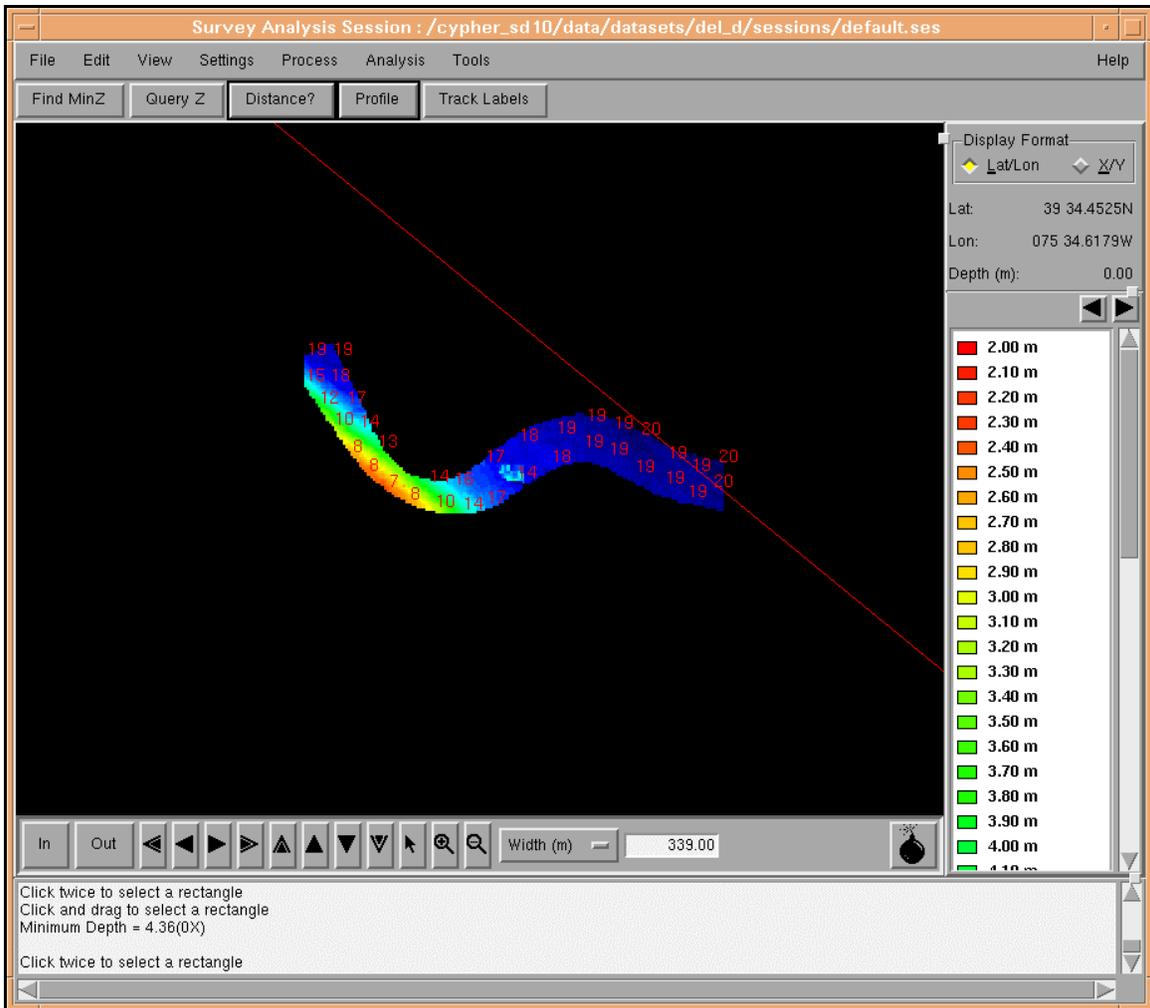 Survey Analysis Session : /cypher_sd10/data/datasets/del_d/sessions/default.ses
File Edit View Settings Process Analysis Tools Help
Find MinZ Query Z Distance? Profile Track Labels
Display Format
Lat/Lon X/Y
Lat: 39 34.4525N
Lon: 075 34.6179W
Depth (m): 0.00
2.00 m
2.10 m
2.20 m
2.30 m
2.40 m
2.50 m
2.60 m
2.70 m
2.80 m
2.90 m
3.00 m
3.10 m
3.20 m
3.30 m
3.40 m
3.50 m
3.60 m
3.70 m
3.80 m
3.90 m
4.00 m
4.10 m
19 19
15 18
12 17
10 14
13
8
8
7
8
14 16
10 14 17
17
14
18
19
18
19
19
19
19
20
19
19
19
19
19
20
20
In Out Width (m) 339.00
Click twice to select a rectangle
Click and drag to select a rectangle
Minimum Depth = 4.36(0X)
Click twice to select a rectangle